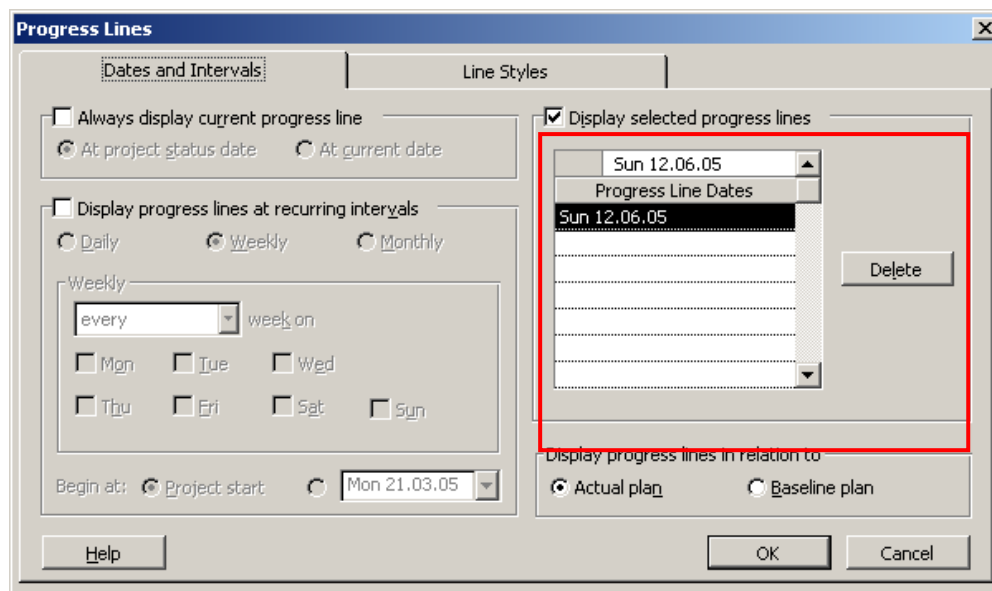 Progress Lines
Dates and Intervals
Line Styles
Always display current progress line
At project status date At current date
Display progress lines at recurring intervals
Daily Weekly Monthly
Weekly
every week on
Mon Tue Wed
Thu Fri Sat Sun
Begin at: Project start Mon 21.03.05
Display selected progress lines
Sun 12.06.05
Progress Line Dates
Sun 12.06.05
Delete
Display progress lines in relation to
Actual plan Baseline plan
Help
OK
Cancel